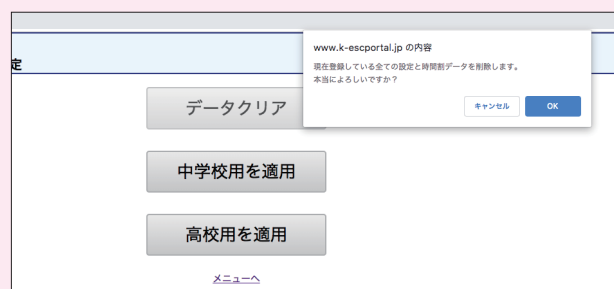 www.k-escportal.jp の内容
現在登録している全ての設定と時間割データを削除します。
本当によろしいですか？
キャンセル
OK
定
データクリア
中学校用を適用
高校用を適用
メニューへ